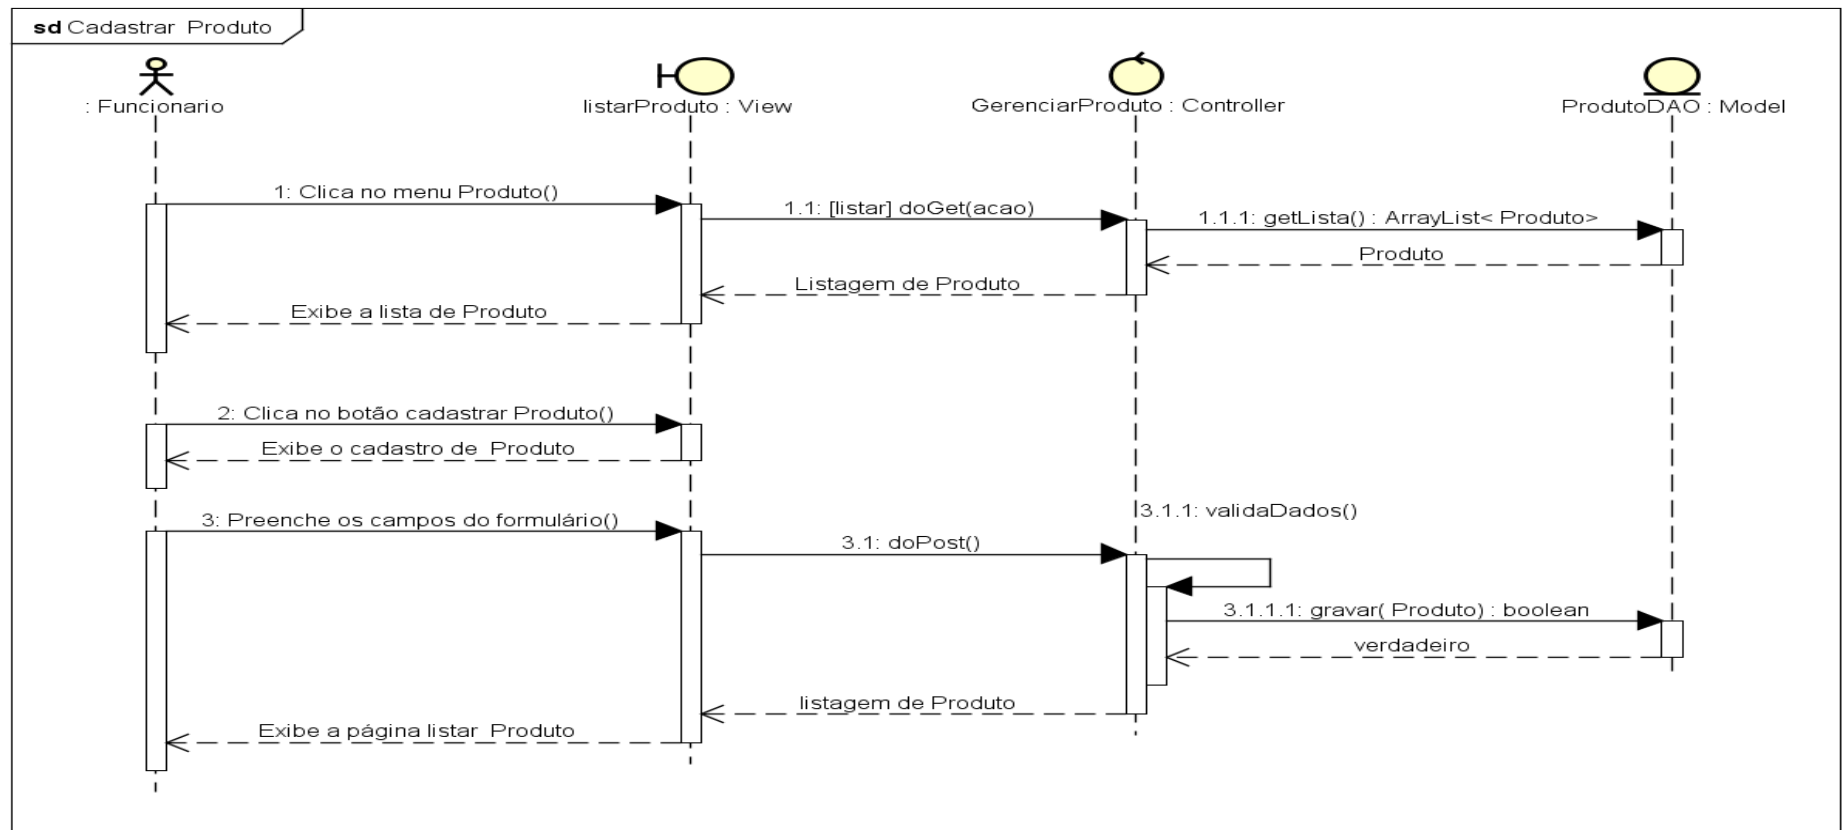 sd Cadastrar Produto
: Funcionario
listarProduto : View
GerenciarProduto : Controller
ProdutoDAO : Model
1: Clica no menu Produto()
1.1: [listar] doGet(acao)
1.1.1: getLista() : ArrayList< Produto>
Produto
Listagem de Produto
Exibe a lista de Produto
2: Clica no botão cadastrar Produto()
Exibe o cadastro de Produto
3: Preenche os campos do formulário()
3.1.1: validaDados()
3.1: doPost()
3.1.1.1: gravar( Produto) : boolean
verdadeiro
listagem de Produto
Exibe a página listar Produto